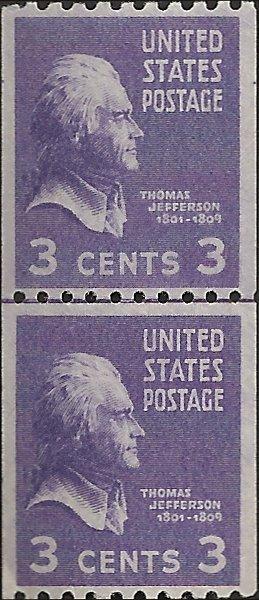 UNITED
STATES
POSTAGE
THOMAS
JEFFERSON
1801-1809
3 CENTS 3
UNITED
STATES
POSTAGE
THOMAS
JEFFERSON
1801-1809
3 CENTS 3